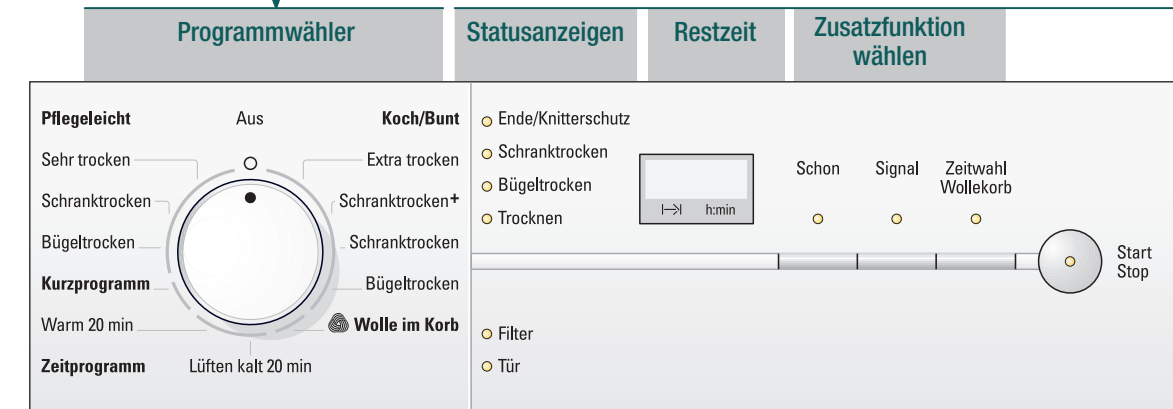 Programmwähler
Statusanzeigen
Restzeit
Zusatzfunktion
wählen
Pflegeleicht
Aus
Koch/Bunt
Sehr trocken
Extra trocken
Schranktrocken
Schranktrocken+
Bügeltrocken
Schranktrocken
Kurzprogramm
Bügeltrocken
Warm 20 min
Wolle im Korb
Zeitprogramm
Lüften kalt 20 min
Ende/Knitterschutz
Schranktrocken
Bügeltrocken
Trocknen
h:min
Filter
Tür
Schon
Signal
Zeitwahl
Wollekorb
Start
Stop